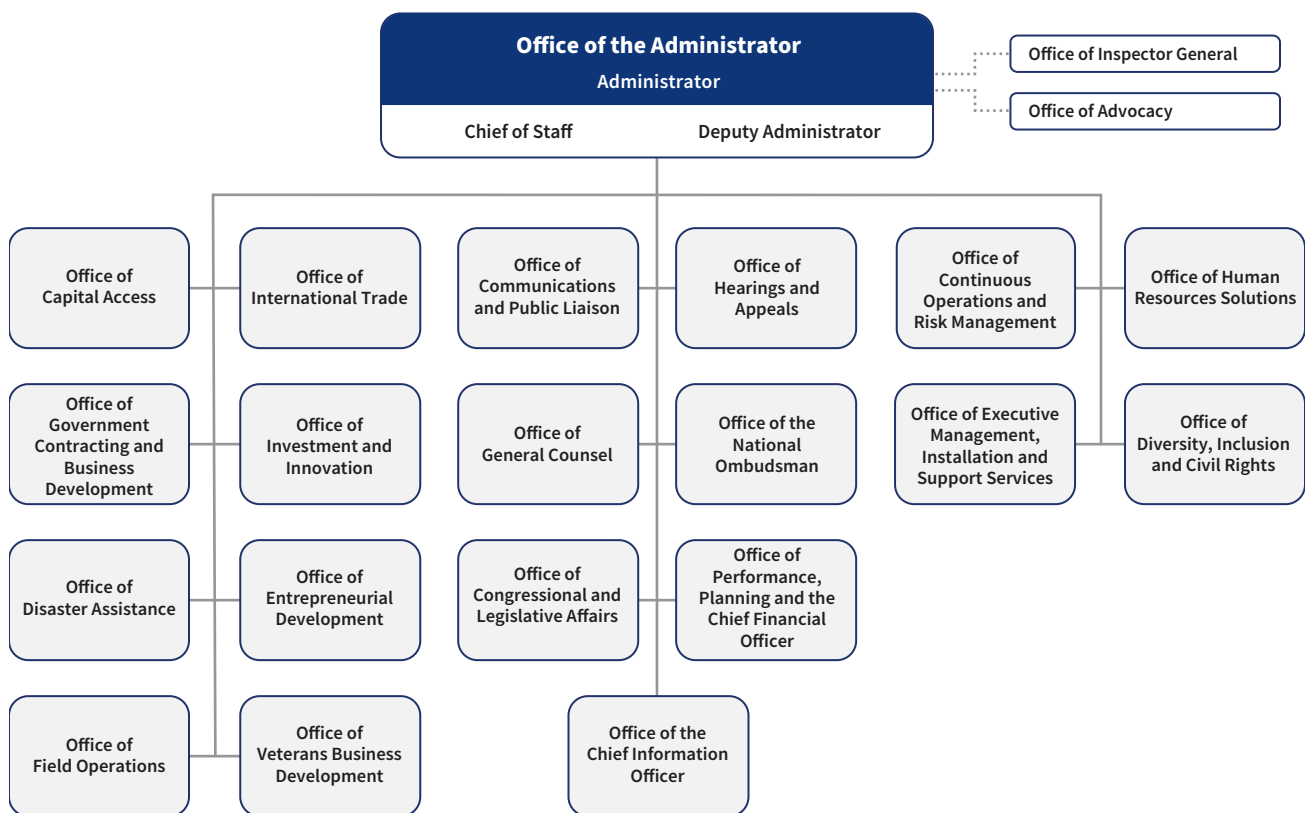 Office of the Administrator
Administrator
Chief of Staff
Deputy Administrator
Office of Inspector General
Office of Advocacy
Office of
Capital Access
Office of
International Trade
Office of
Communications
and Public Liaison
Office of
Hearings and
Appeals
Office of
Continuous
Operations and
Risk Management
Office of Human
Resources Solutions
Office of
Government
Contracting and
Business
Development
Office of
Investment and
Innovation
Office of
General Counsel
Office of the
National
Ombudsman
Office of Executive
Management,
Installation and
Support Services
Office of
Diversity, Inclusion
and Civil Rights
Office of
Disaster Assistance
Office of
Entrepreneurial
Development
Office of
Congressional and
Legislative Affairs
Office of
Performance,
Planning and the
Chief Financial
Officer
Office of
Field Operations
Office of
Veterans Business
Development
Office of the
Chief Information
Officer